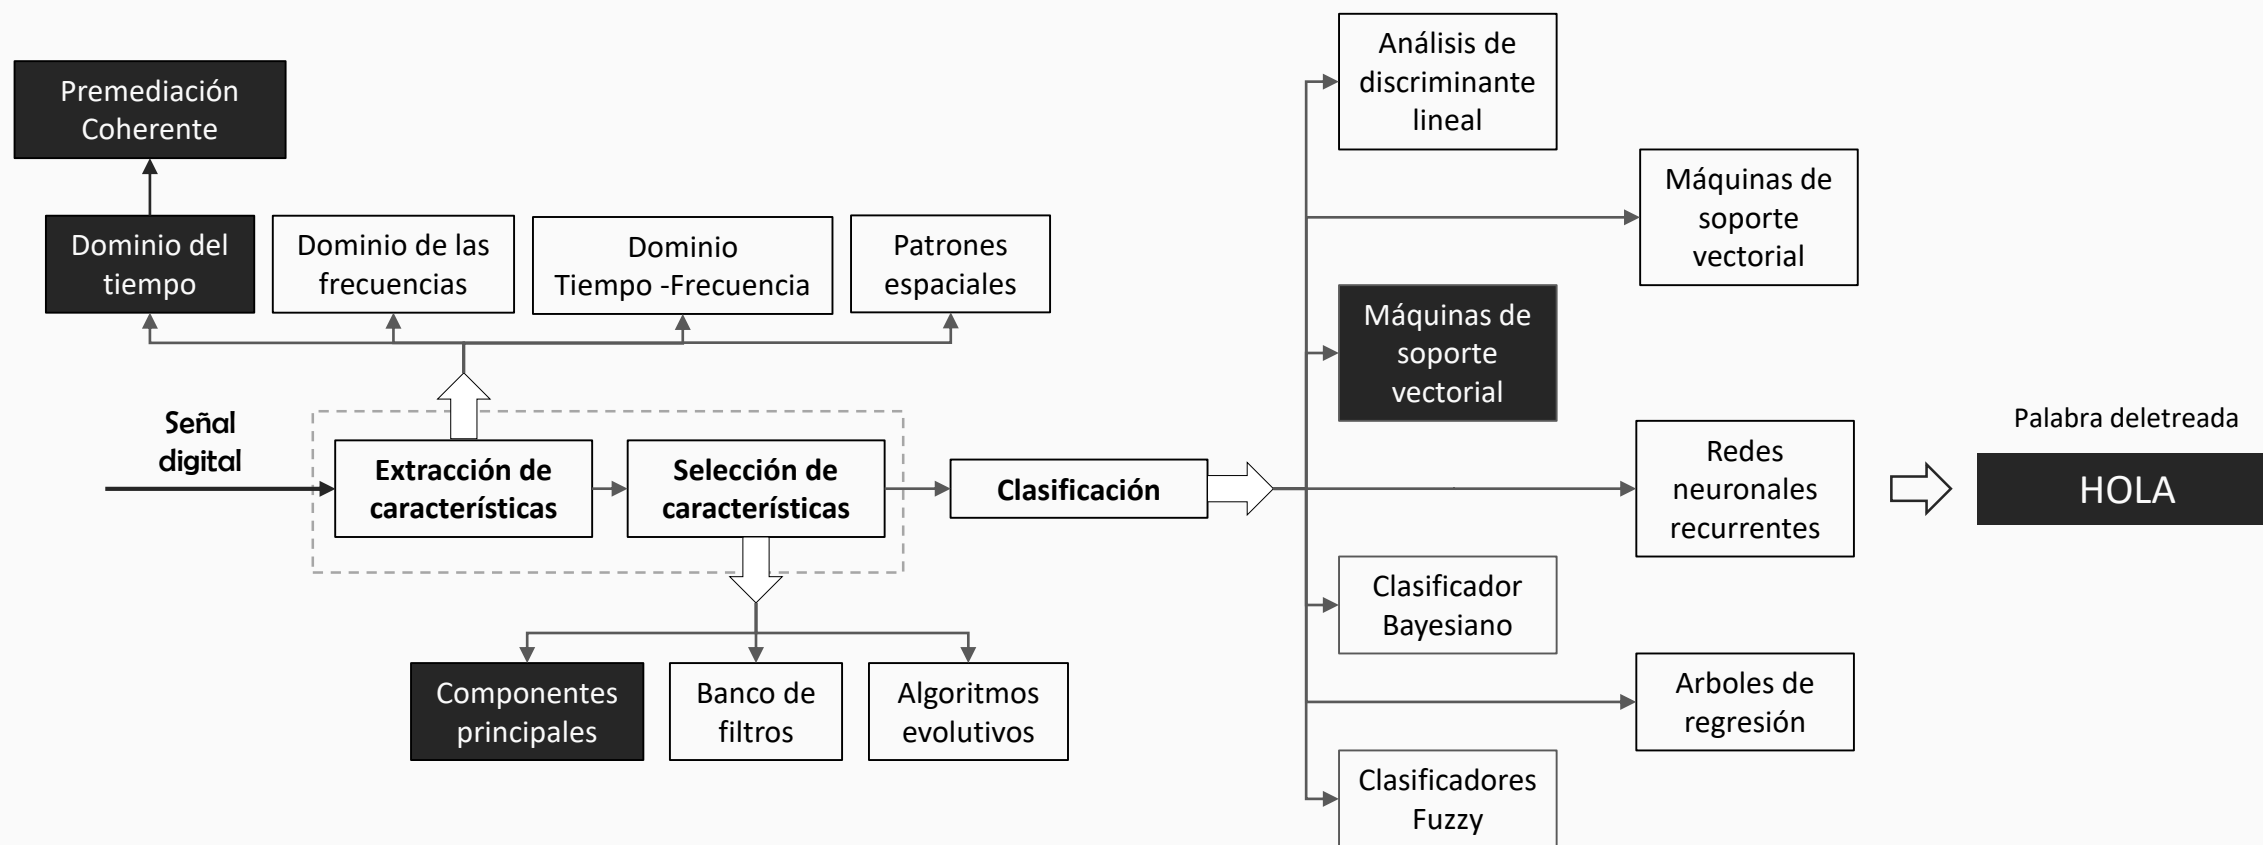 Premediación
Coherente
Dominio del
tiempo
Dominio de las
frecuencias
Dominio
Tiempo -Frecuencia
Patrones
espaciales
Señal
digital
Extracción de
características
Selección de
características
Clasificación
Componentes
principales
Banco de
filtros
Algoritmos
evolutivos
Análisis de
discriminante
lineal
Máquinas de
soporte
vectorial
Máquinas de
soporte
vectorial
Redes
neuronales
recurrentes
Clasificador
Bayesiano
Arboles de
regresión
Clasificadores
Fuzzy
Palabra deletreada
HOLA